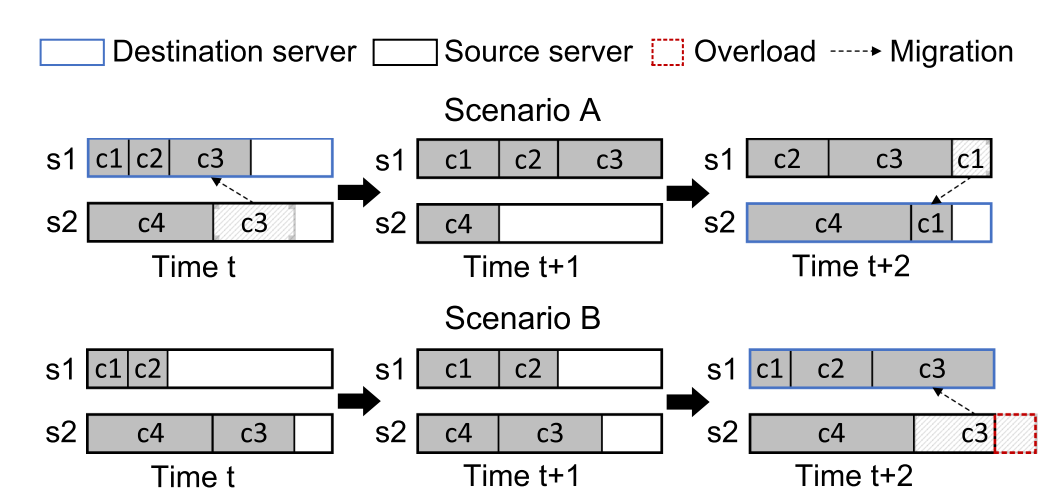 Destination server Source server Overload Migration
Scenario A
s1 c1 c2 c3 s1 c1 c2 c3 s1 c2 c3 c1
s2 c4 c3 s2 c4 s2 c4 c1
Time t Time t+1 Time t+2
Scenario B
s1 c1 c2 s1 c1 c2 s1 c1 c2 c3
s2 c4 c3 s2 c4 c3 s2 c4 c3
Time t Time t+1 Time t+2